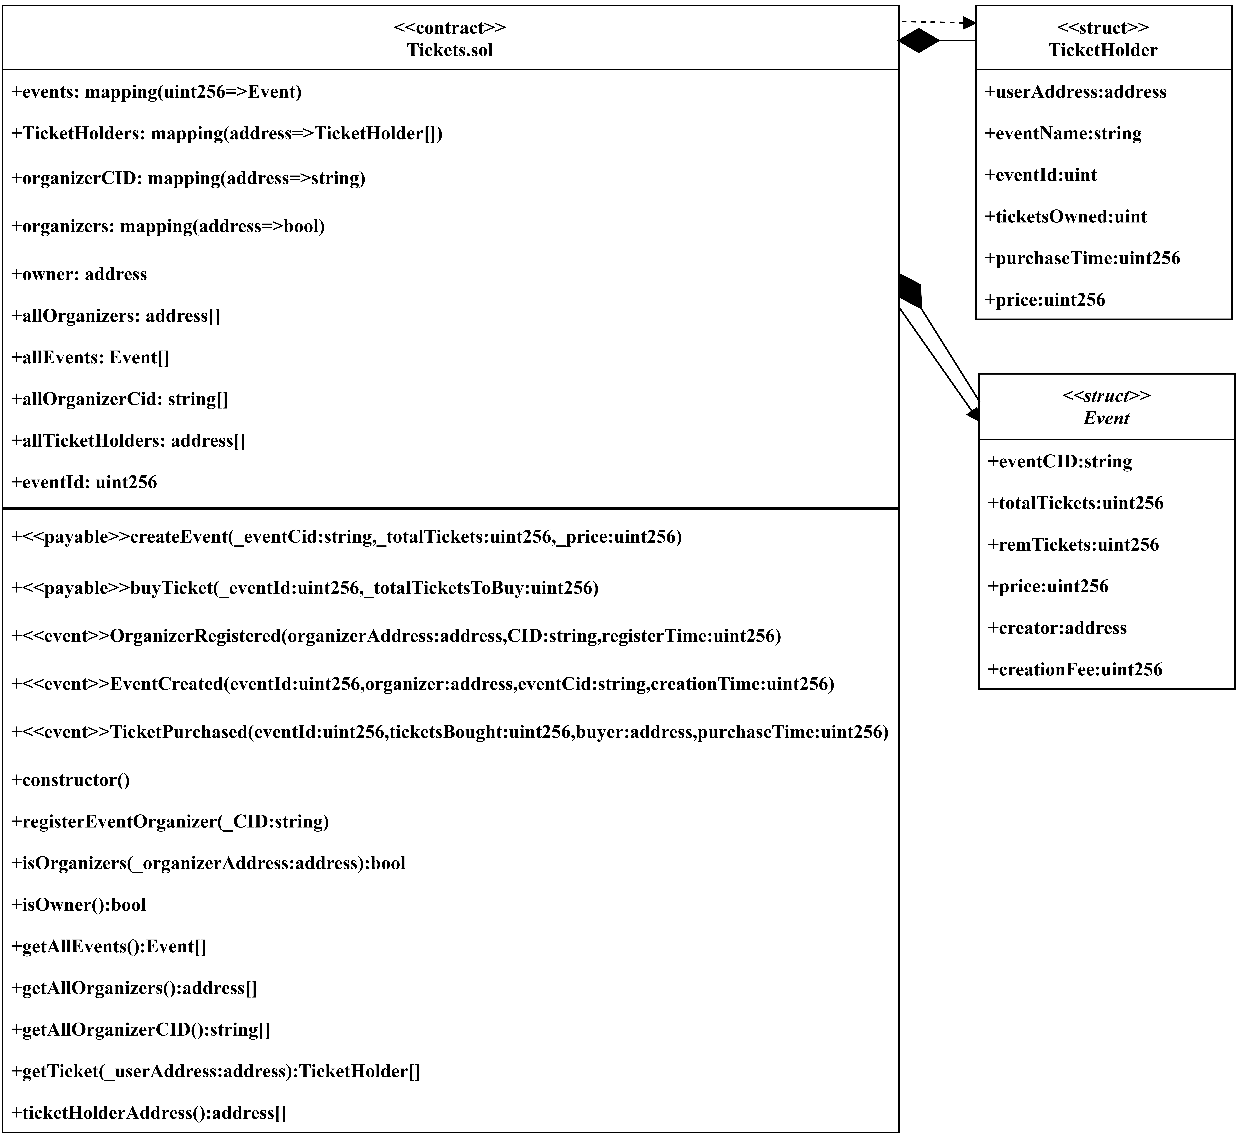 <<contract>>
Tickets.sol
+events: mapping(uint256=>Event)
+TicketHolders: mapping(address=>TicketHolder[])
+organizerCID: mapping(address=>string)
+organizers: mapping(address=>bool)
+owner: address
+allOrganizers: address[]
+allEvents: Event[]
+allOrganizerCid: string[]
+allTicketHolders: address[]
+eventId: uint256
+<<payable>>createEvent(_eventCid:string,_totalTickets:uint256,_price:uint256)
+<<payable>>buyTicket(_eventId:uint256,_totalTicketsToBuy:uint256)
+<<event>>OrganizerRegistered(organizerAddress:address,CID:string,registerTime:uint256)
+<<event>>EventCreated(eventId:uint256,organizer:address,eventCid:string,creationTime:uint256)
+<<event>>TicketPurchased(eventId:uint256,ticketsBought:uint256,buyer:address,purchaseTime:uint256)
+constructor()
+registerEventOrganizer(_CID:string)
+isOrganizers(_organizerAddress:address):bool
+isOwner():bool
+getAllEvents():Event[]
+getAllOrganizers():address[]
+getAllOrganizerCID():string[]
+getTicket(_userAddress:address):TicketHolder[]
+ticketHolderAddress():address[]
<<struct>>
TicketHolder
+userAddress:address
+eventName:string
+eventId:uint
+ticketsOwned:uint
+purchaseTime:uint256
+price:uint256
<<struct>>
Event
+eventCID:string
+totalTickets:uint256
+remTickets:uint256
+price:uint256
+creator:address
+creationFee:uint256